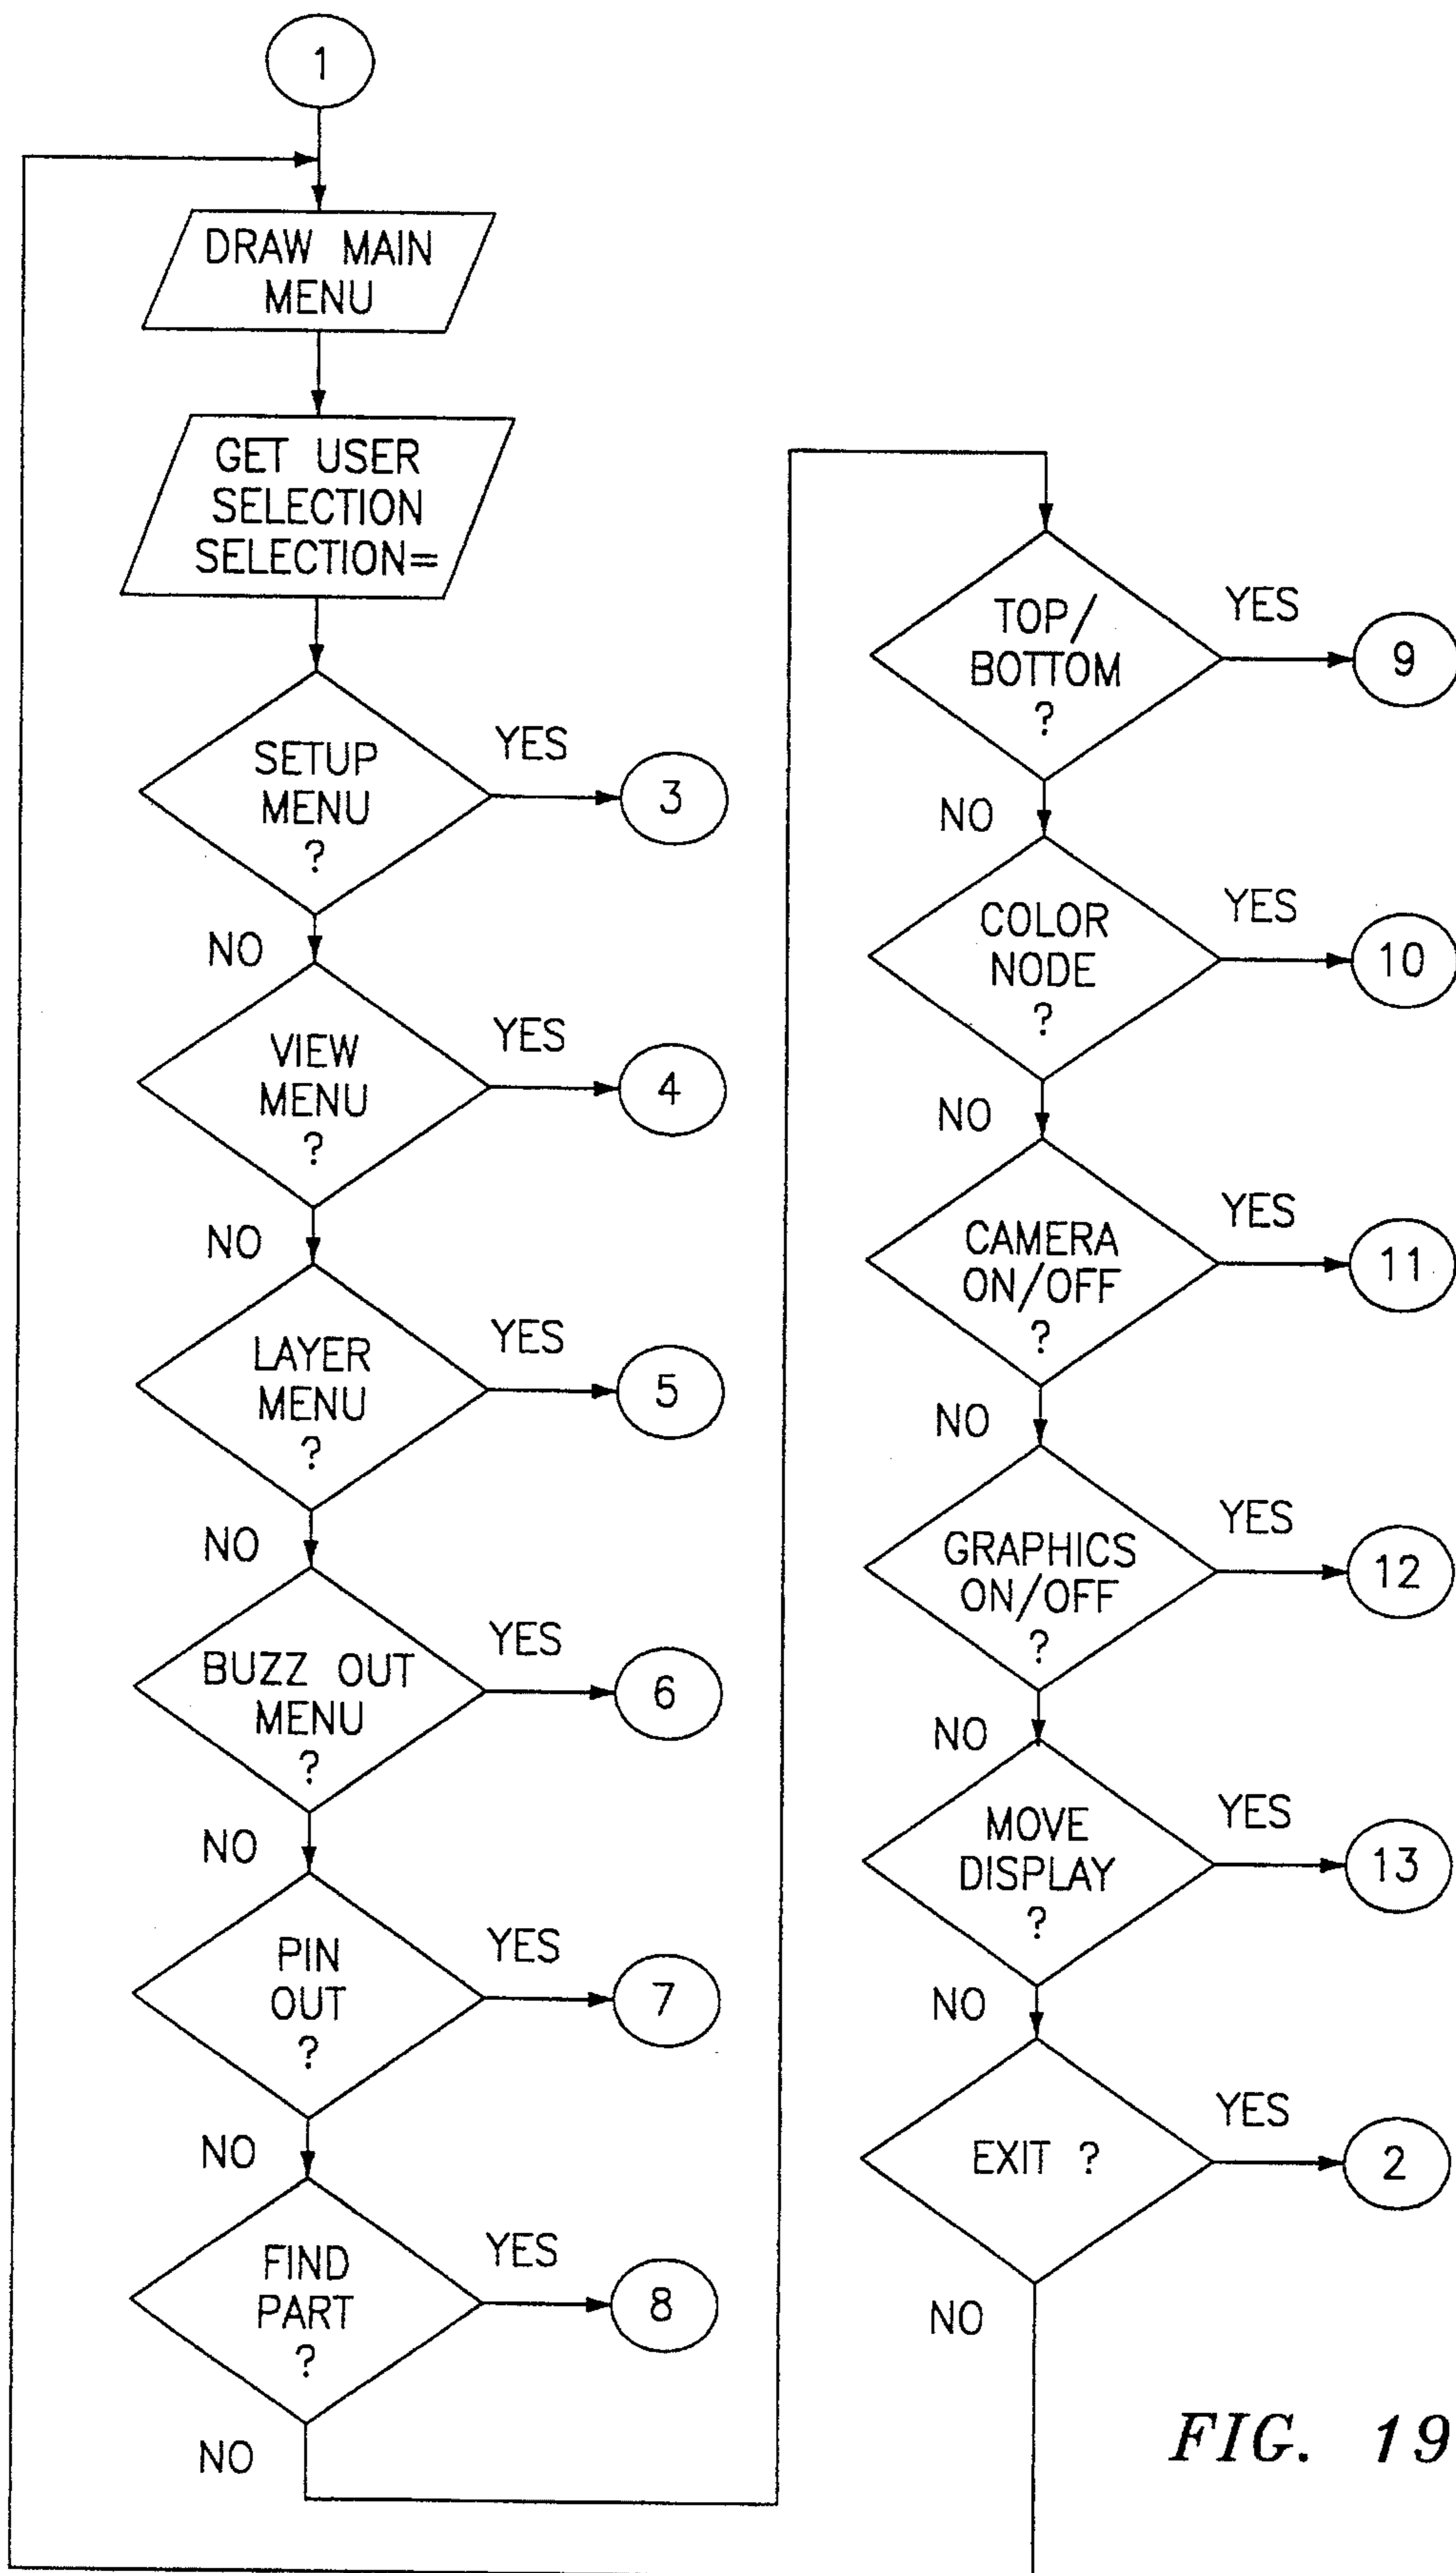 1
DRAW MAIN
MENU
GET USER
SELECTION
SELECTION=
SETUP
MENU
?
YES
3
NO
VIEW
MENU
?
YES
4
NO
LAYER
MENU
?
YES
5
NO
BUZZ OUT
MENU
?
YES
6
NO
PIN
OUT
?
YES
7
NO
FIND
PART
?
YES
8
NO
TOP/
BOTTOM
?
YES
9
NO
COLOR
NODE
?
YES
10
NO
CAMERA
ON/OFF
?
YES
11
NO
GRAPHICS
ON/OFF
?
YES
12
NO
MOVE
DISPLAY
?
YES
13
NO
EXIT ?
YES
2
NO
FIG. 19